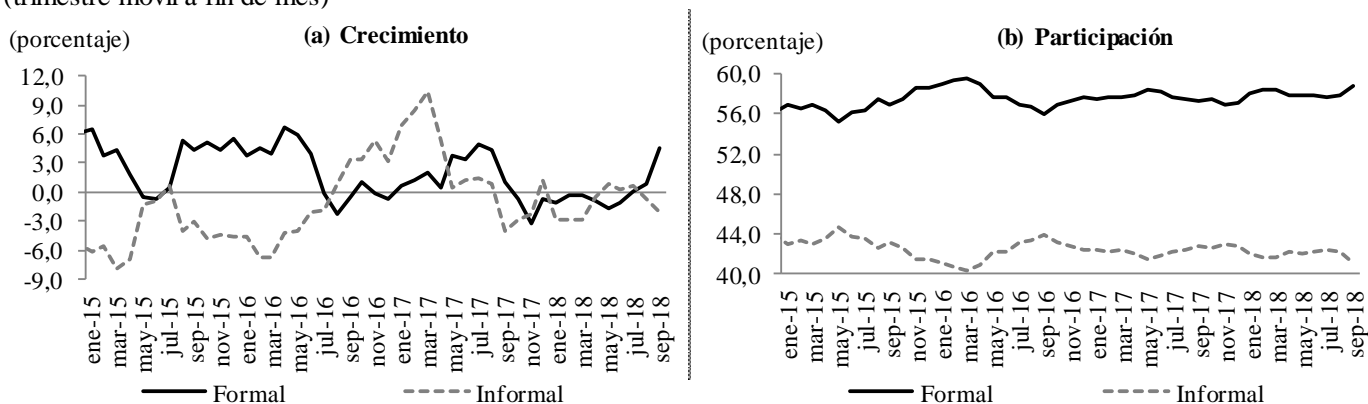 (trimestre móvil a fin de mes)
(porcentaje)
(a) Crecimiento
12,0
9,0
6,0
3,0
0,0
-3,0
-6,0
-9,0
ene-15
mar-15
may-15
jul-15
sep-15
nov-15
ene-16
mar-16
may-16
jul-16
sep-16
nov-16
ene-17
mar-17
may-17
jul-17
sep-17
nov-17
ene-18
mar-18
may-18
jul-18
sep-18
Formal
Informal
(porcentaje)
(b) Participación
60,0
56,0
52,0
48,0
44,0
40,0
ene-15
mar-15
may-15
jul-15
sep-15
nov-15
ene-16
mar-16
may-16
jul-16
sep-16
nov-16
ene-17
mar-17
may-17
jul-17
sep-17
nov-17
ene-18
mar-18
may-18
jul-18
sep-18
Formal
Informal